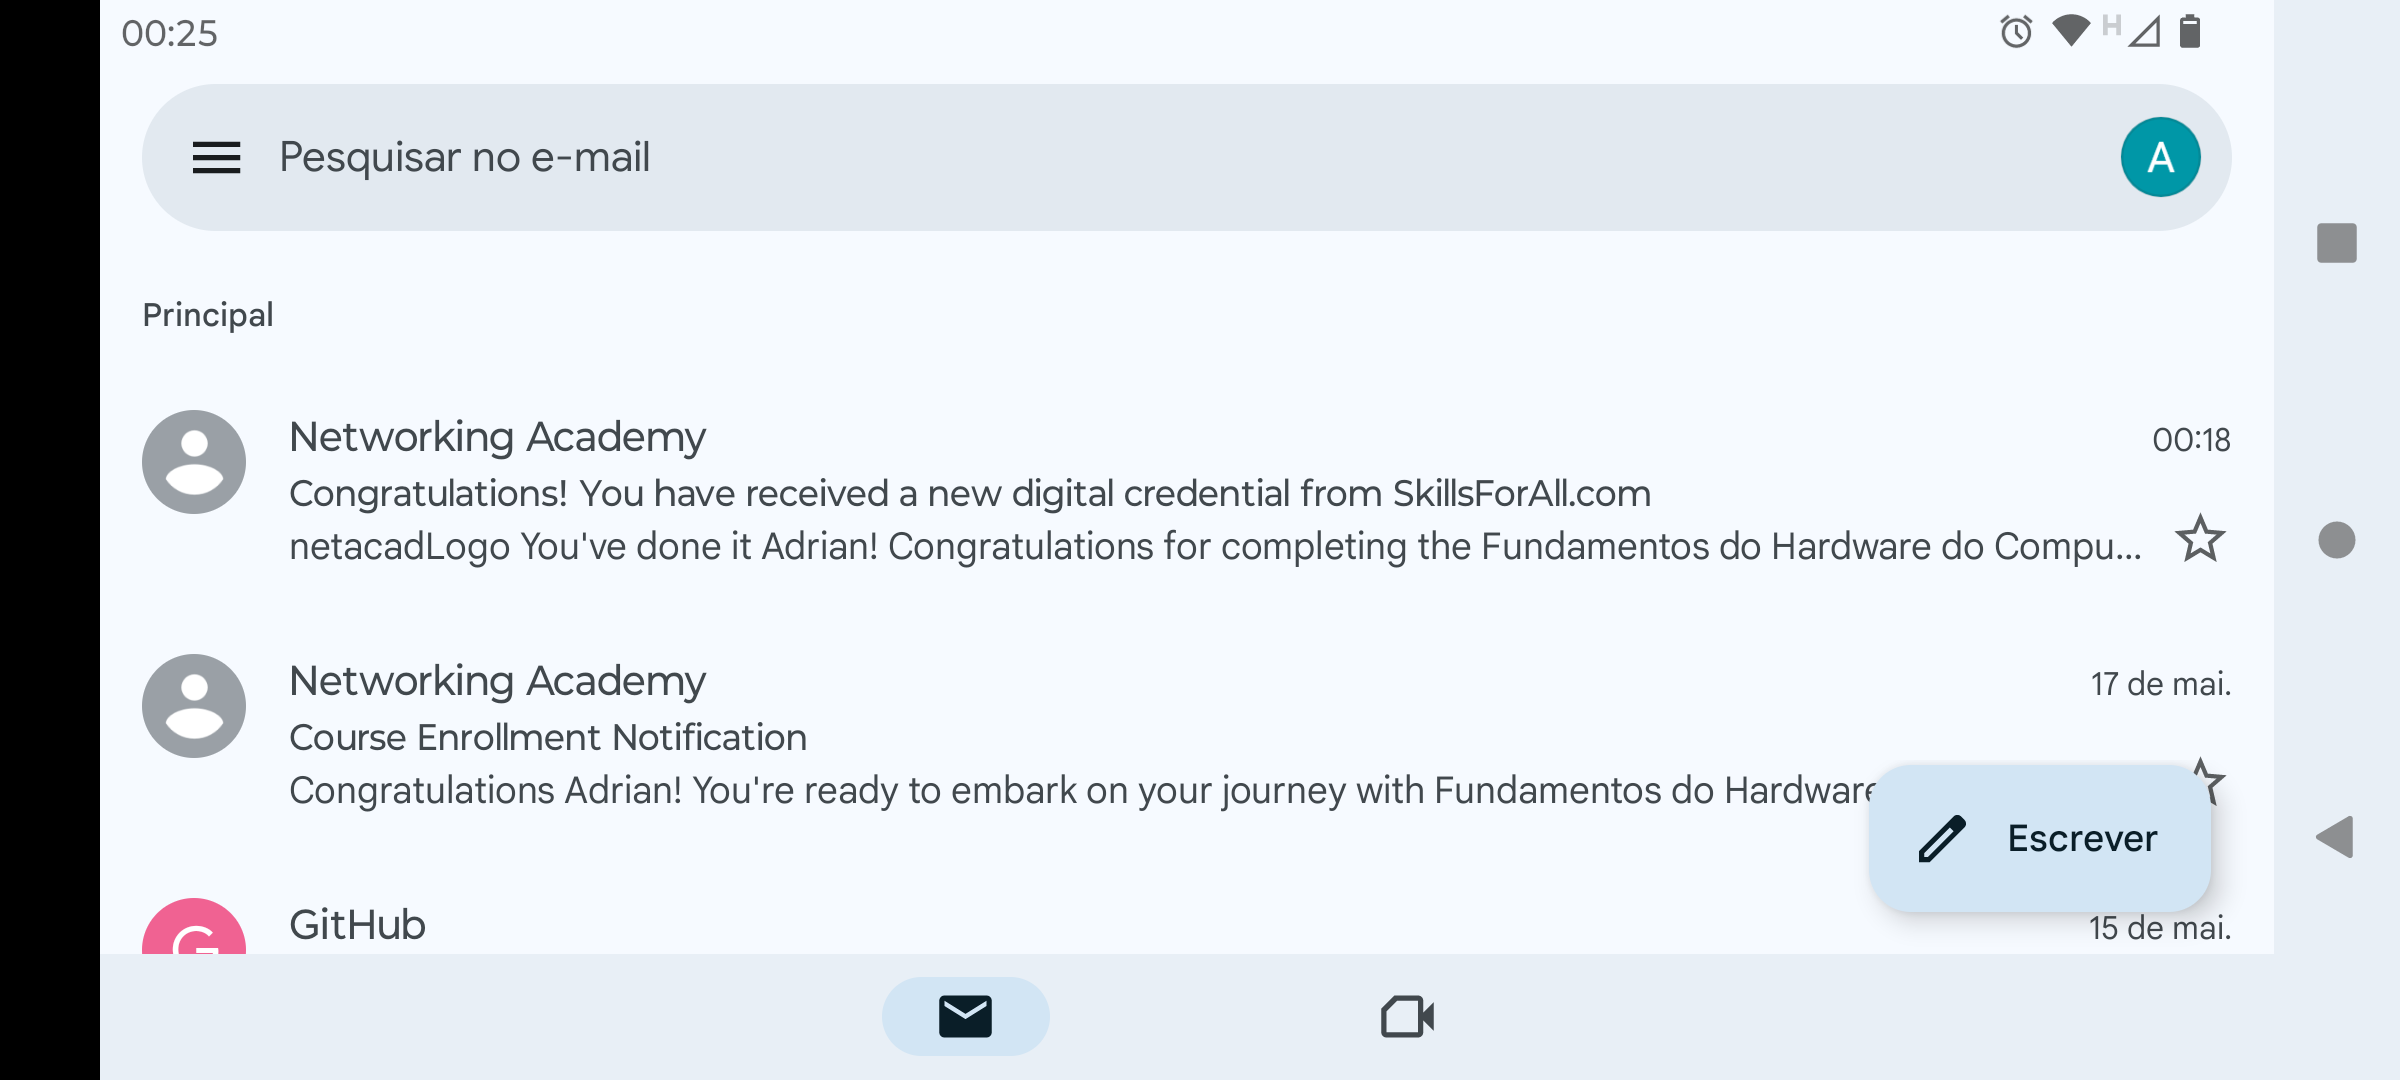 00:25
H
Pesquisar no e-mail
A
Principal
Networking Academy
00:18
Congratulations! You have received a new digital credential from SkillsForAll.com
netacadLogo You've done it Adrian! Congratulations for completing the Fundamentos do Hardware do Compu...
Networking Academy
17 de mai.
Course Enrollment Notification
Congratulations Adrian! You're ready to embark on your journey with Fundamentos do Hardware
Escrever
G
GitHub
15 de mai.